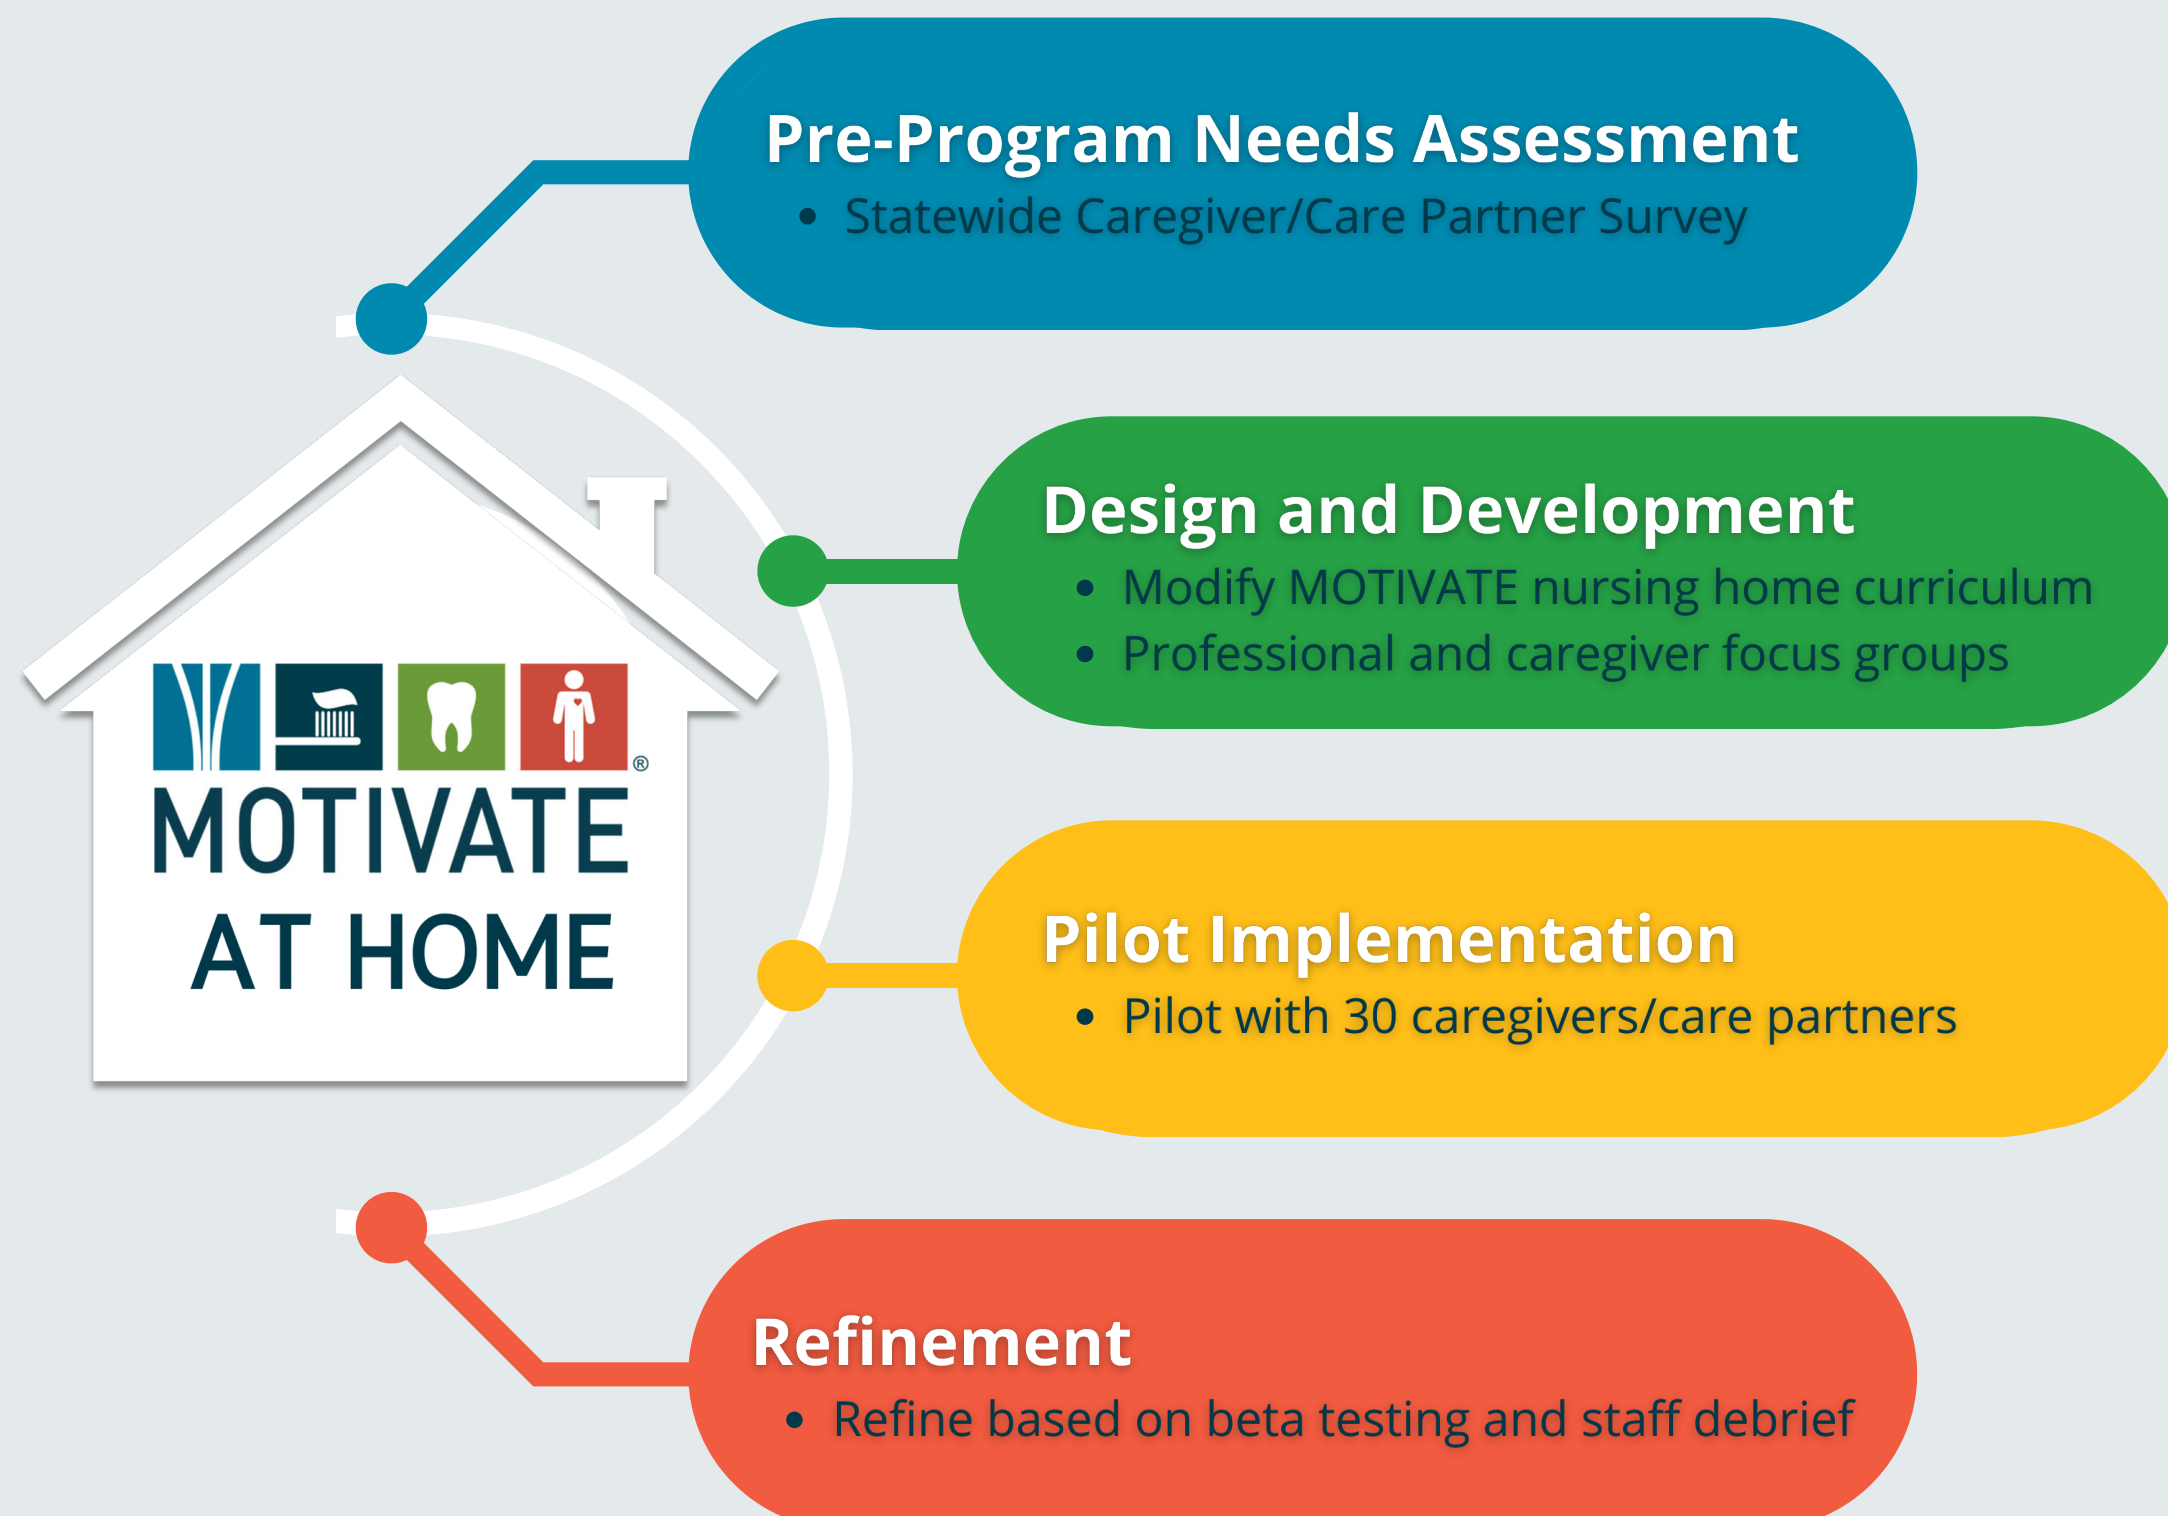 Pre-Program Needs Assessment
• Statewide Caregiver/Care Partner Survey
Design and Development
• Modify MOTIVATE nursing home curriculum
• Professional and caregiver focus groups
®
MOTIVATE
AT HOME
Pilot Implementation
• Pilot with 30 caregivers/care partners
Refinement
• Refine based on beta testing and staff debrief